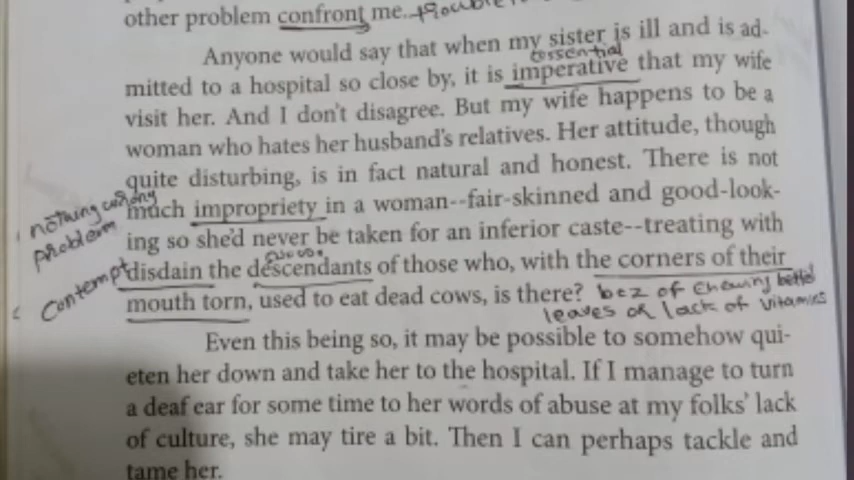 other problem confront me. trouble
Anyone would say that when my sister is ill and is ad-
essential
mitted to a hospital so close by, it is imperative that my wife
visit her. And I don't disagree. But my wife happens to be a
woman who hates her husband's relatives. Her attitude, though
quite disturbing, is in fact natural and honest. There is not
nothing
much impropriety in a woman--fair-skinned and good-look-
problem
ing so she'd never be taken for an inferior caste--treating with
Contempt
disdain the descendants of those who, with the corners of their
mouth torn, used to eat dead cows, is there? bcz of chewing bettel
leaves or lack of vitamins
Even this being so, it may be possible to somehow qui-
eten her down and take her to the hospital. If I manage to turn
a deaf ear for some time to her words of abuse at my folks' lack
of culture, she may tire a bit. Then I can perhaps tackle and
tame her.